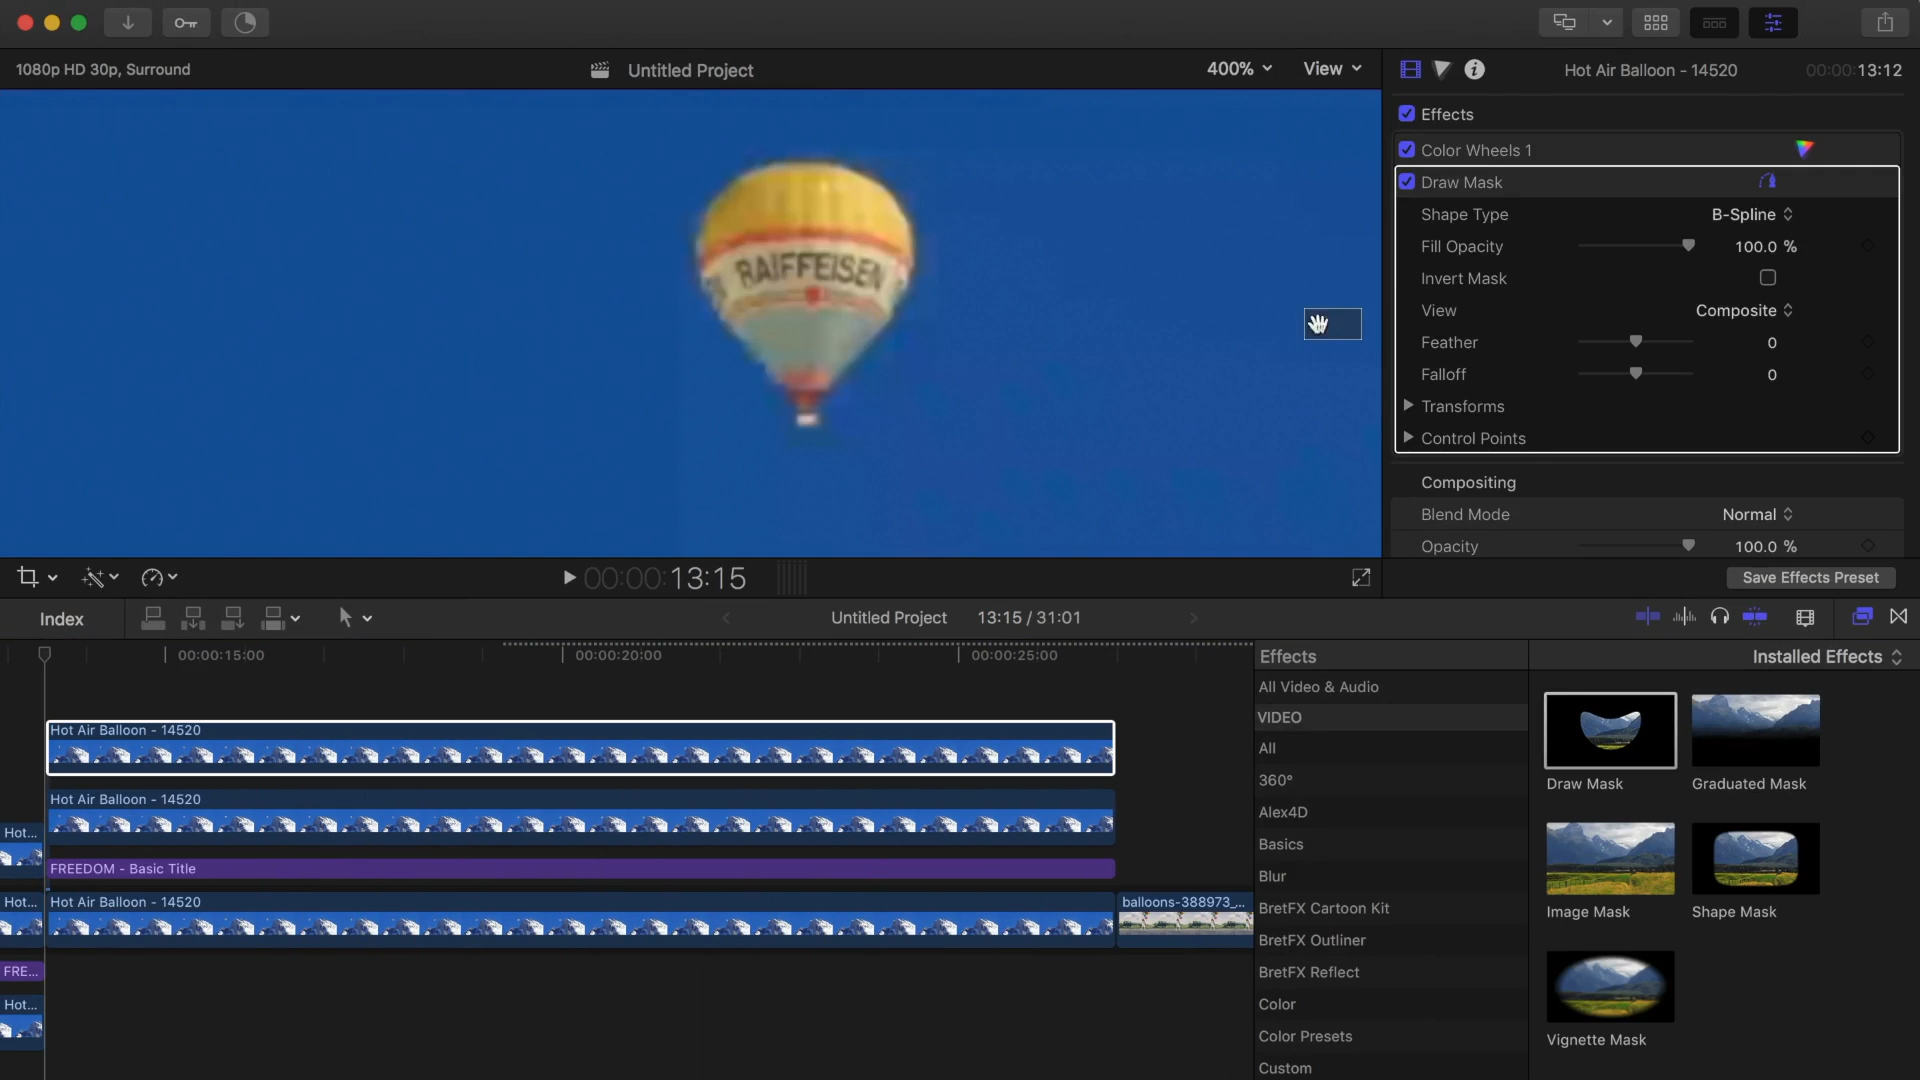 1080p HD 30p, Surround
Untitled Project
400%
View
Hot Air Balloon - 14520
00:00:13:12
RAIFFEISEN
Effects
Color Wheels 1
Draw Mask
Shape Type
B-Spline
Fill Opacity
100.0 %
Invert Mask
View
Composite
Feather
0
Falloff
0
Transforms
Control Points
Compositing
Blend Mode
Normal
Opacity
100.0 %
00:00:13:15
Save Effects Preset
Index
Untitled Project
13:15 / 31:01
00:00:15:00
00:00:20:00
00:00:25:00
Hot Air Balloon - 14520
Hot Air Balloon - 14520
Hot...
FREEDOM - Basic Title
Hot...
Hot Air Balloon - 14520
balloons-388973_...
FRE...
Hot...
Effects
Installed Effects
All Video & Audio
VIDEO
All
360°
Alex4D
Basics
Blur
BretFX Cartoon Kit
BretFX Outliner
BretFX Reflect
Color
Color Presets
Custom
Draw Mask
Graduated Mask
Image Mask
Shape Mask
Vignette Mask